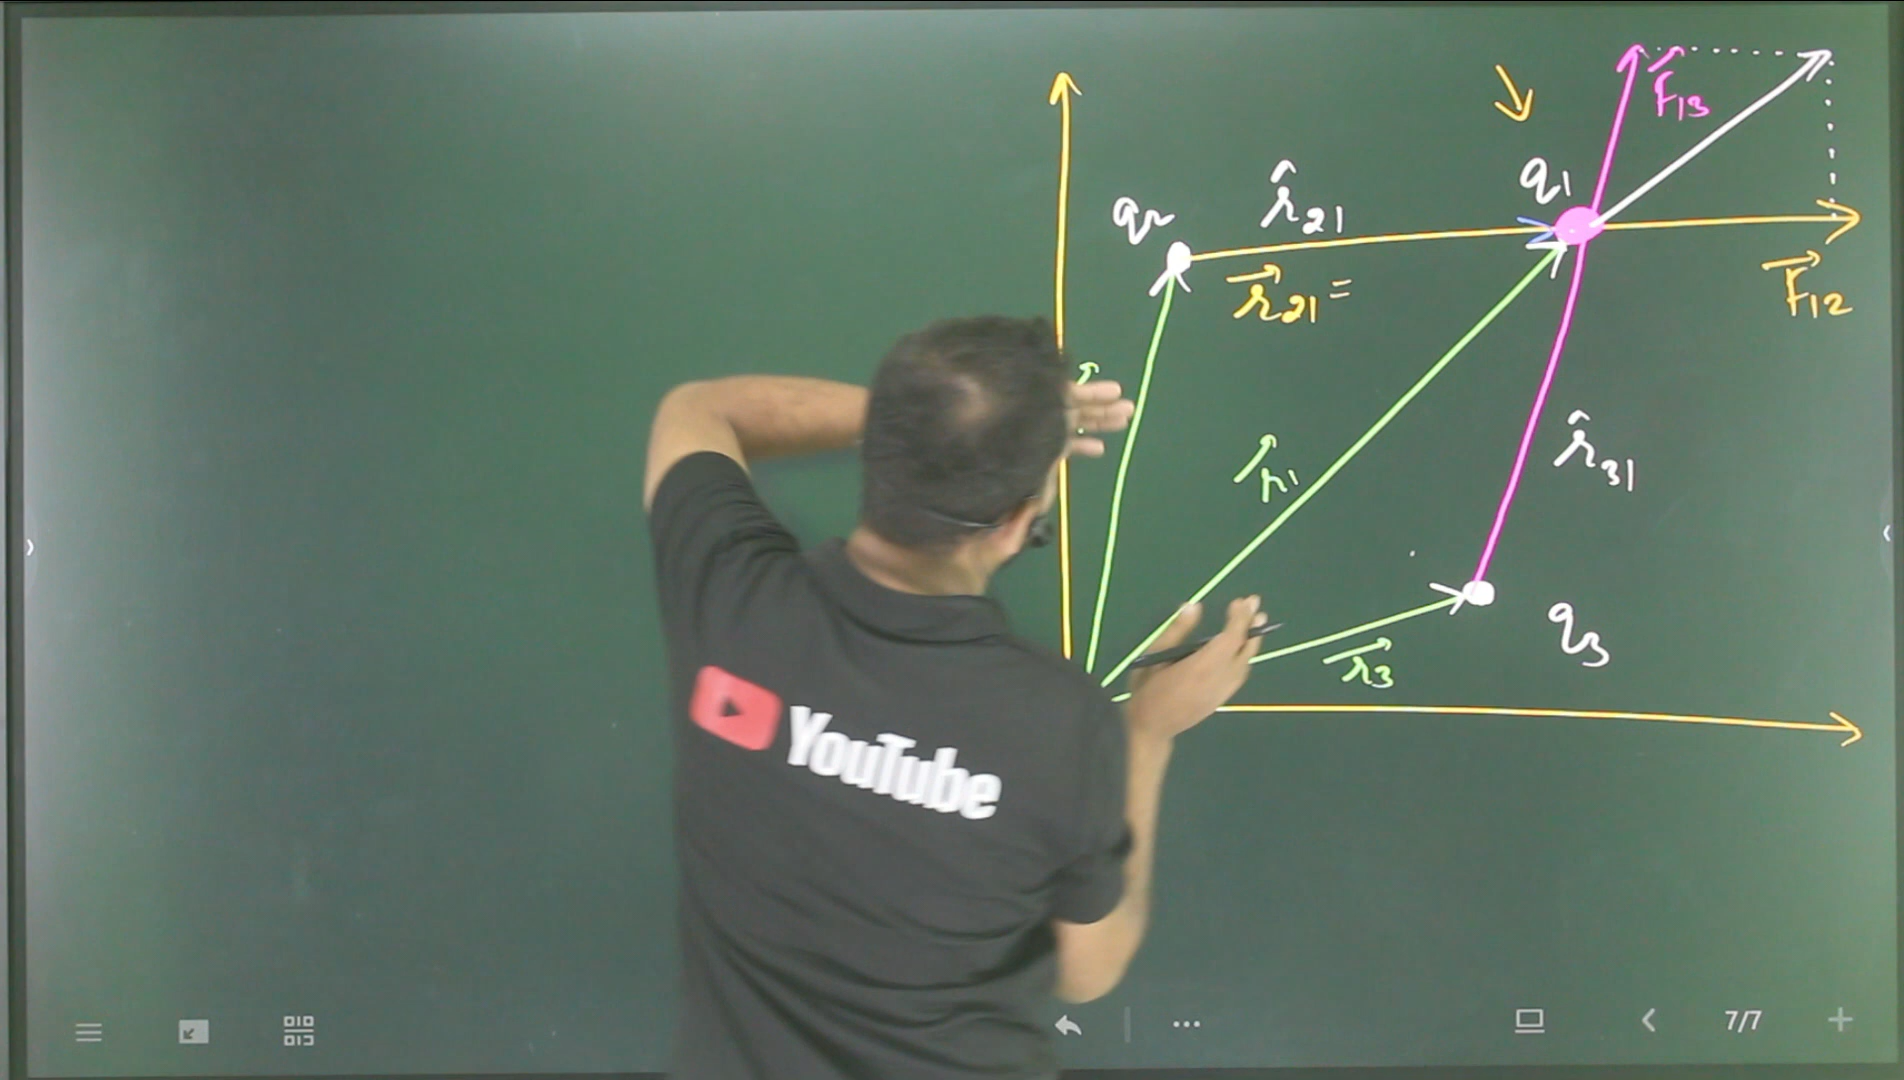 F⃗13
q1
r̂21
q2
r⃗21 =
F⃗12
r⃗1
r̂31
r⃗3
q3
YouTube
7/7